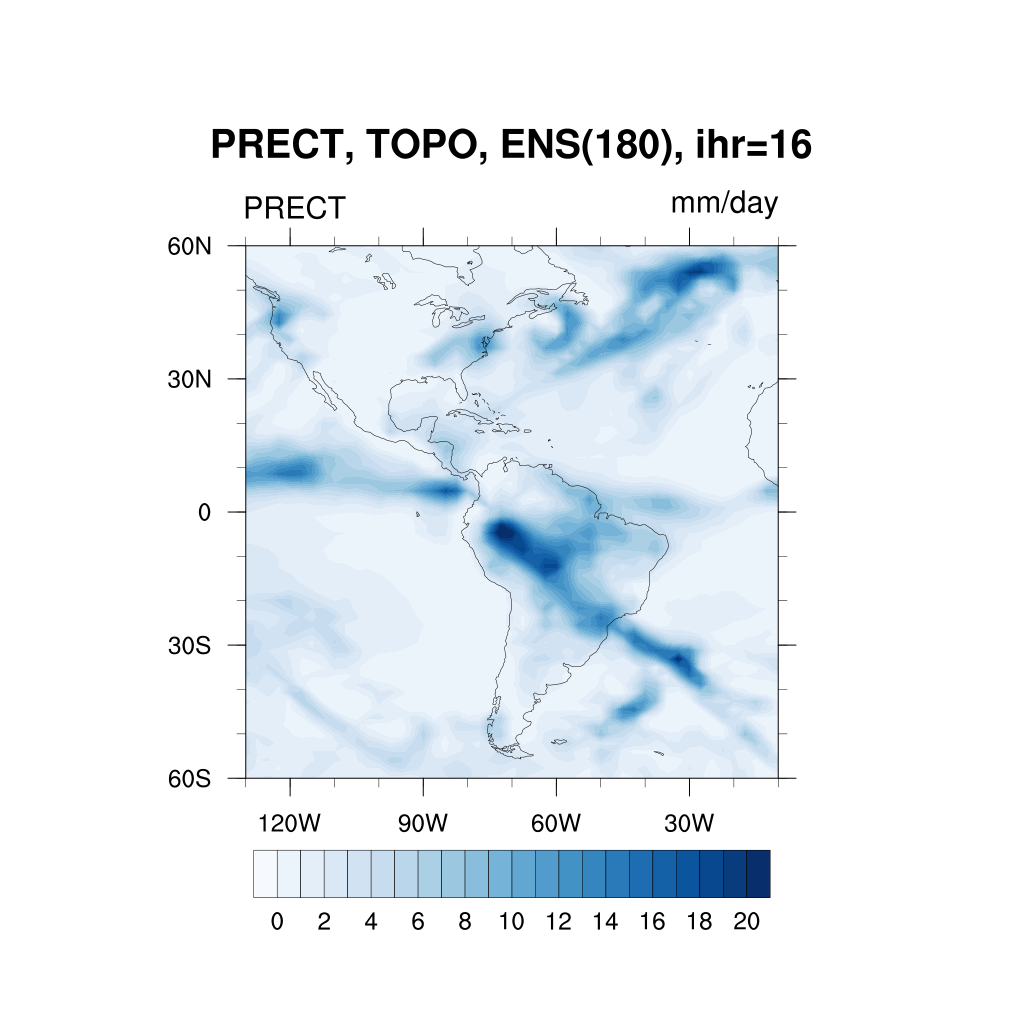 PRECT, TOPO, ENS(180), ihr=16
PRECT mm/day
60N
30N
0
30S
60S
120W 90W 60W 30W
0 2 4 6 8 10 12 14 16 18 20